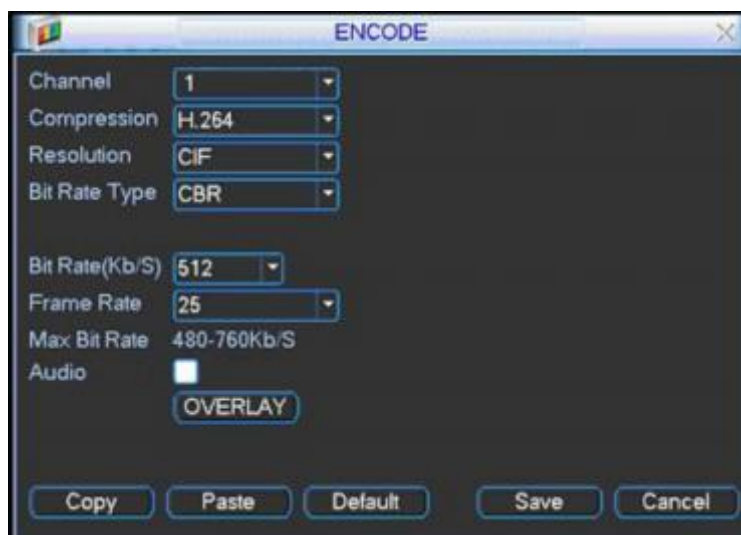 ENCODE
Channel 1
Compression H.264
Resolution CIF
Bit Rate Type CBR
Bit Rate(Kb/S) 512
Frame Rate 25
Max Bit Rate 480-760Kb/S
Audio
OVERLAY
Copy Paste Default Save Cancel